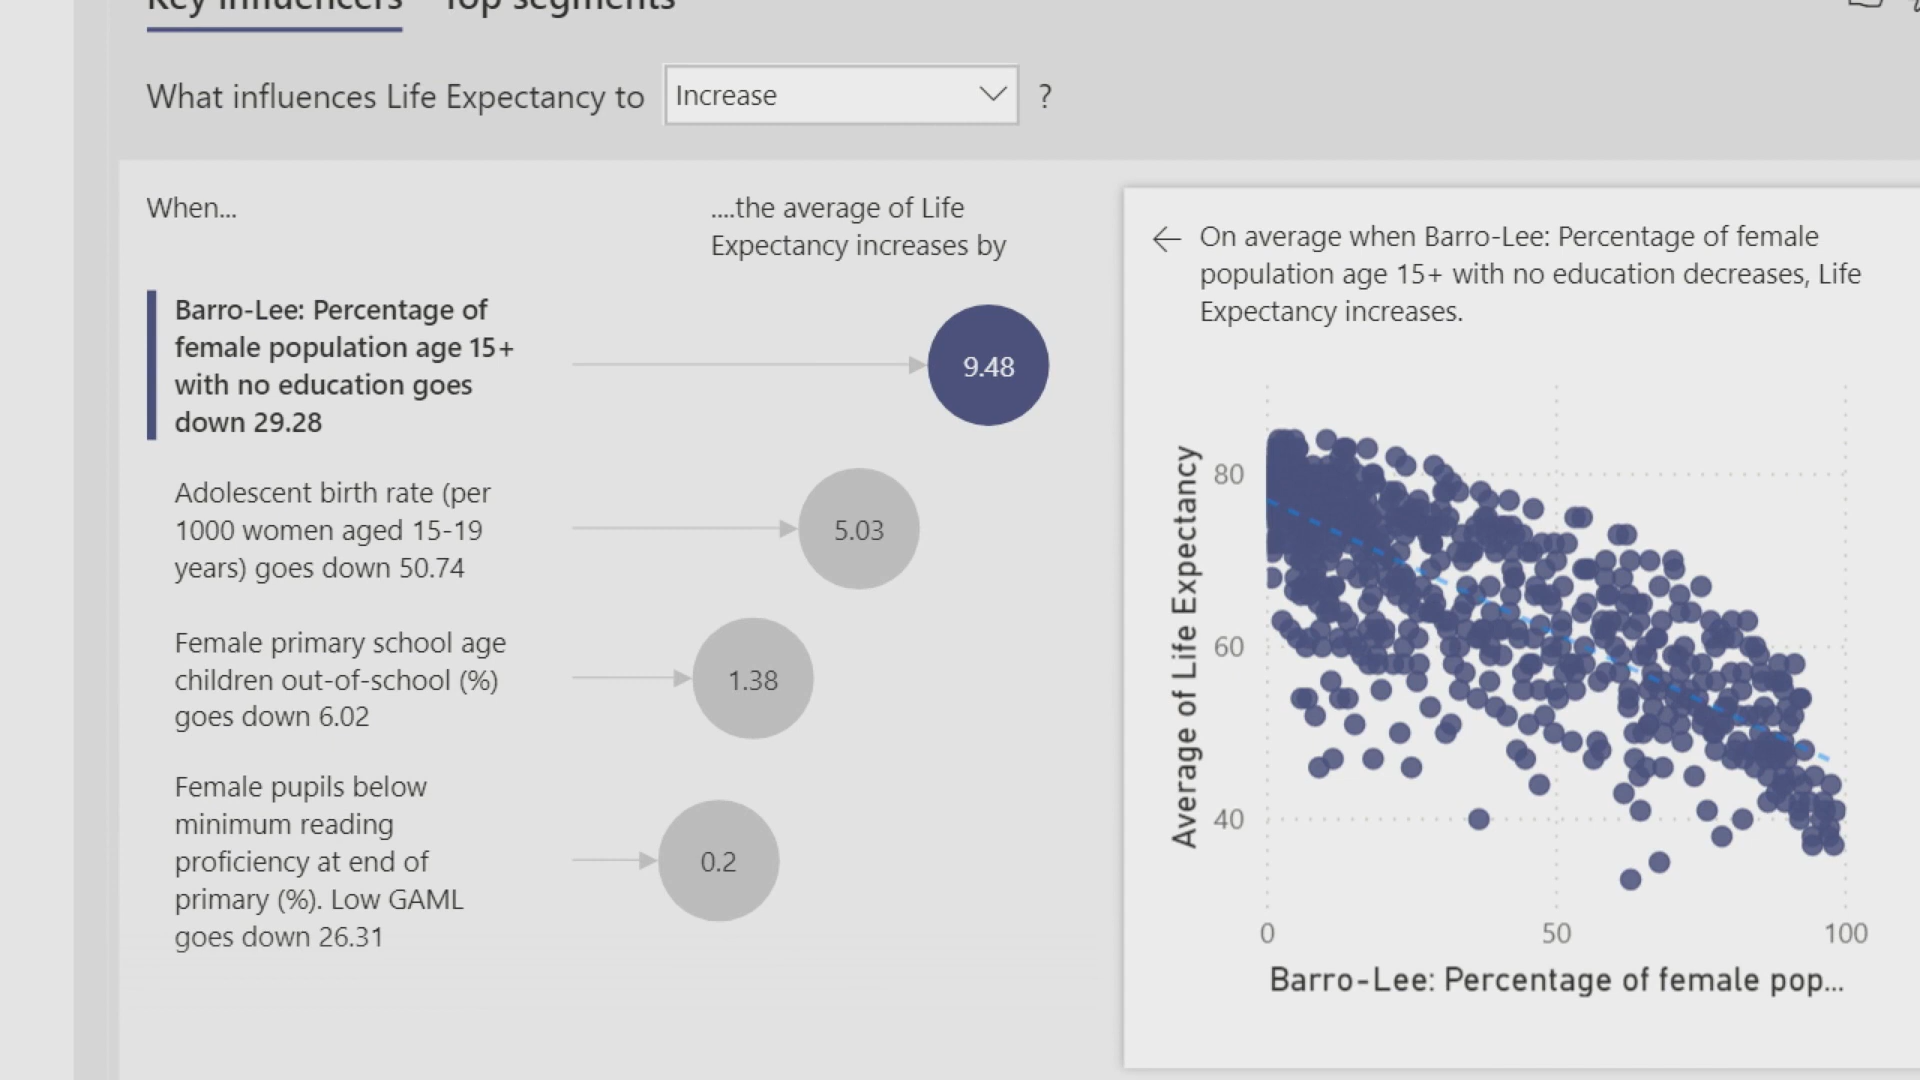 Key influencers Top segments
What influences Life Expectancy to Increase ?
When...
....the average of Life
Expectancy increases by
Barro-Lee: Percentage of
female population age 15+
with no education goes
down 29.28
9.48
Adolescent birth rate (per
1000 women aged 15-19
years) goes down 50.74
5.03
Female primary school age
children out-of-school (%)
goes down 6.02
1.38
Female pupils below
minimum reading
proficiency at end of
primary (%). Low GAML
goes down 26.31
0.2
On average when Barro-Lee: Percentage of female
population age 15+ with no education decreases, Life
Expectancy increases.
Average of Life Expectancy
80
60
40
0 50 100
Barro-Lee: Percentage of female pop...